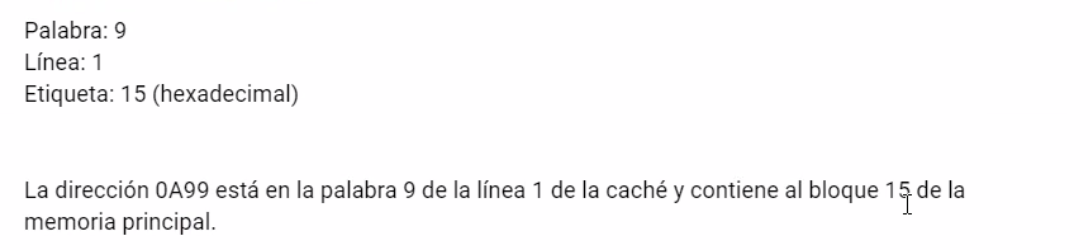 Palabra: 9
Línea: 1
Etiqueta: 15 (hexadecimal)
La dirección 0A99 está en la palabra 9 de la línea 1 de la caché y contiene al bloque 15 de la
memoria principal.